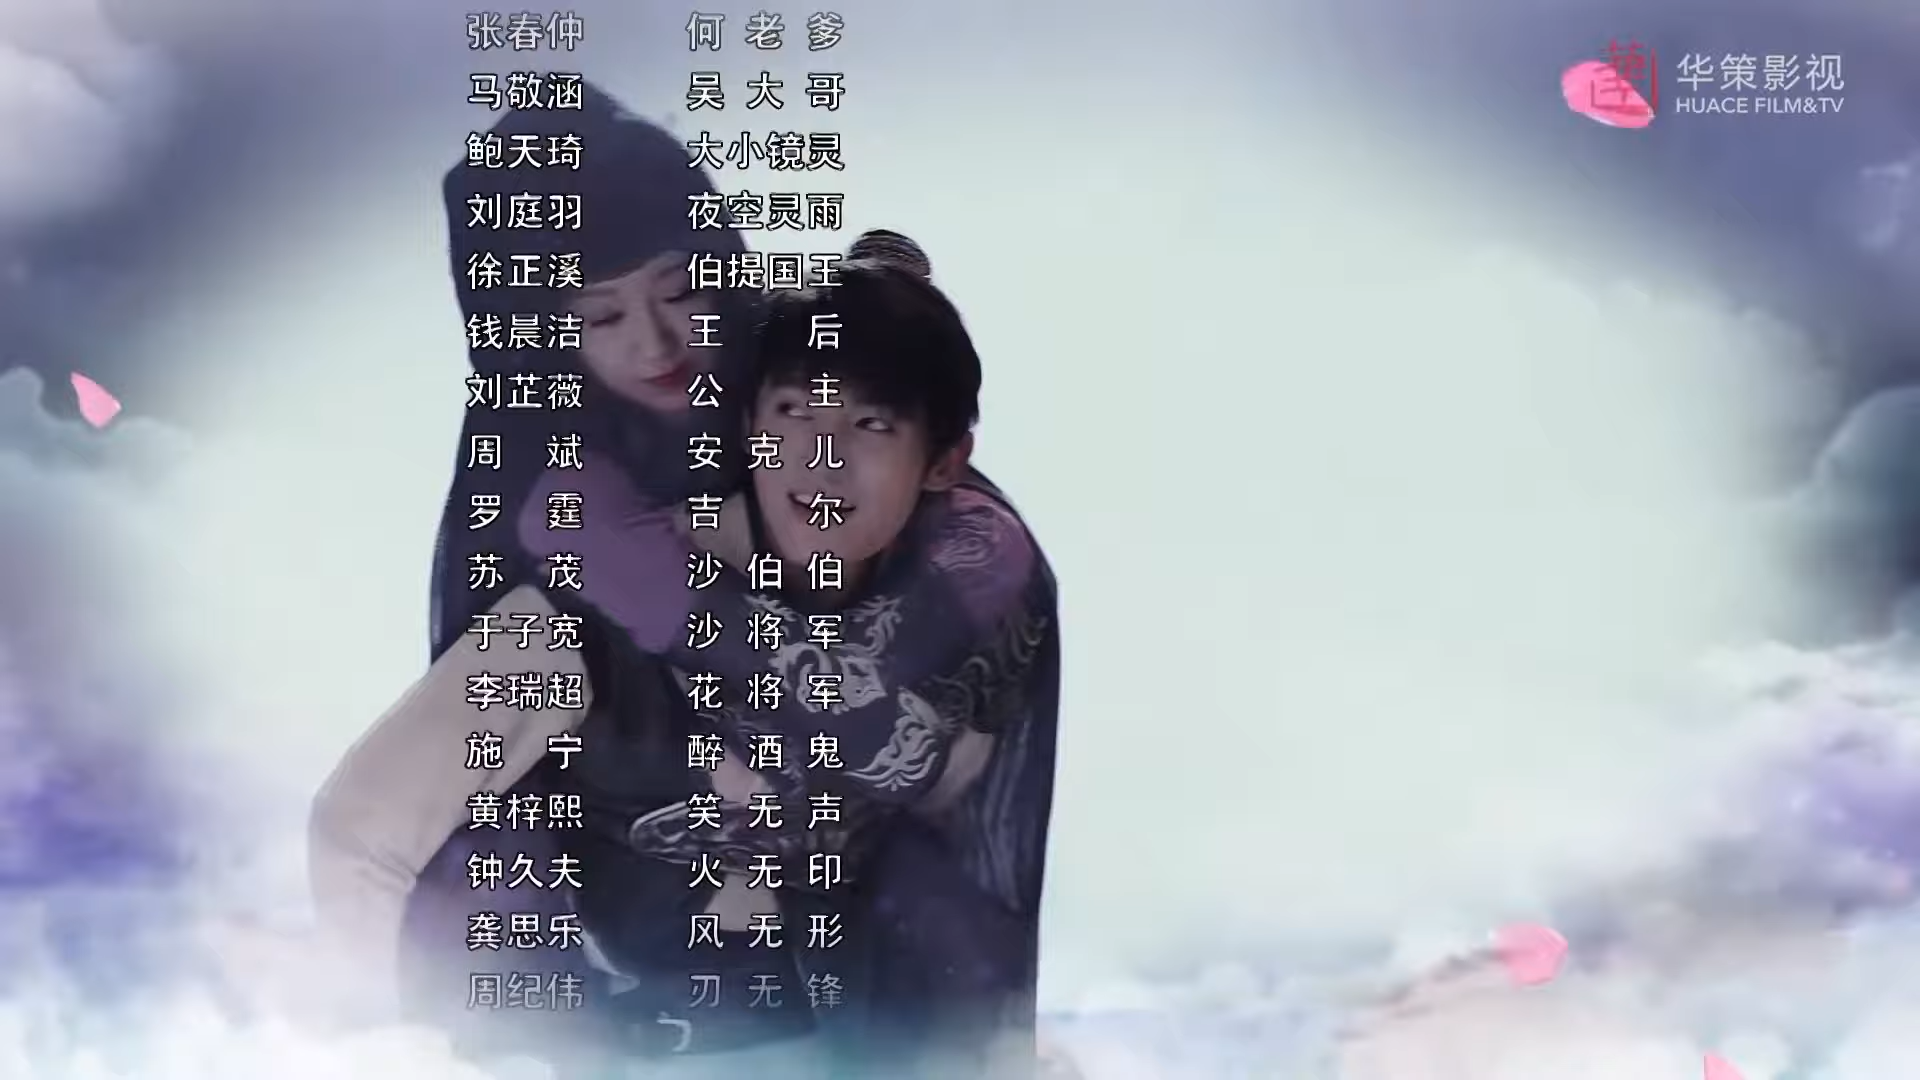 张春仲 何老爹
马敬涵 吴大哥
鲍天琦 大小镜灵
刘庭羽 夜空灵雨
徐正溪 伯提国王
钱晨洁 王后
刘芷薇 公主
周斌 安克儿
罗霆 吉尔
苏茂 沙伯伯
于子宽 沙将军
李瑞超 花将军
施宁 醉酒鬼
黄梓熙 笑无声
钟久夫 火无印
龚思乐 风无形
周纪伟 刃无锋
华策影视
HUACE FILM&TV